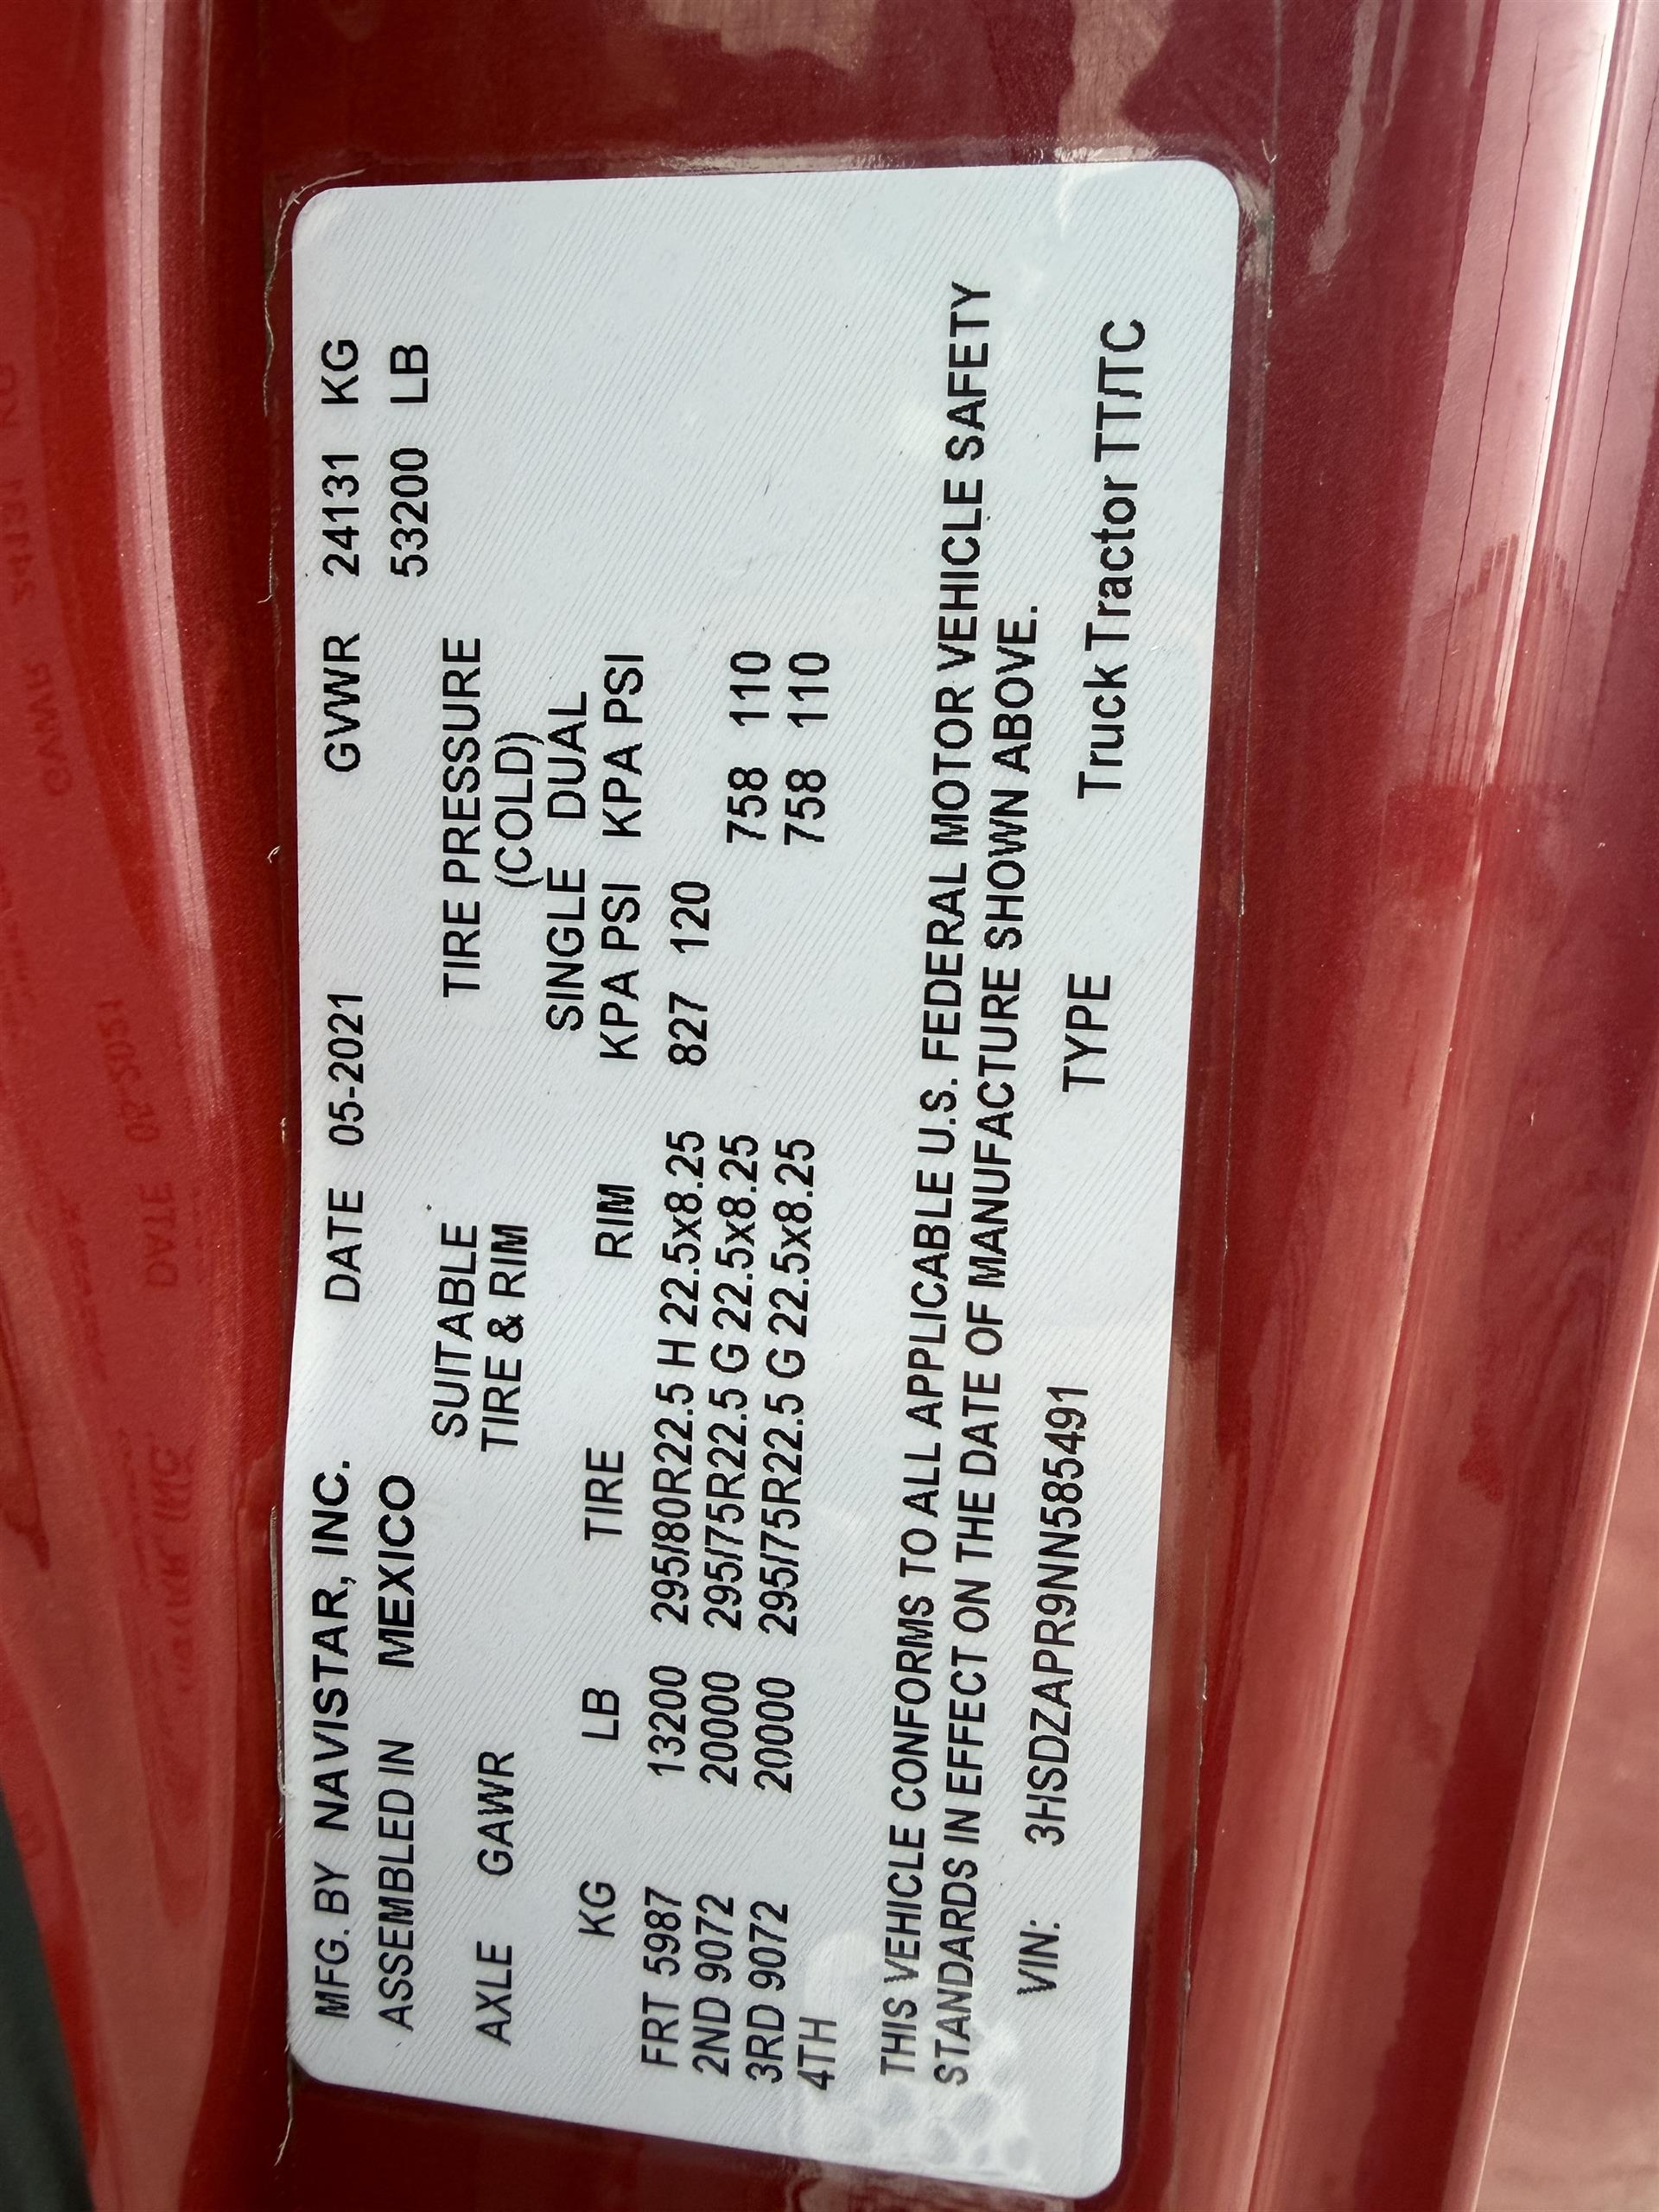 MFG. BY NAVISTAR, INC. DATE 05-2021 GVWR 24131 KG
ASSEMBLED IN MEXICO 53200 LB
SUITABLE TIRE PRESSURE
AXLE GAWR TIRE & RIM (COLD)
SINGLE DUAL
KG LB TIRE RIM KPA PSI KPA PSI
FRT 5987 13200 295/80R22.5 H 22.5x8.25 827 120
2ND 9072 20000 295/75R22.5 G 22.5x8.25 758 110
3RD 9072 20000 295/75R22.5 G 22.5x8.25 758 110
4TH
THIS VEHICLE CONFORMS TO ALL APPLICABLE U.S. FEDERAL MOTOR VEHICLE SAFETY
STANDARDS IN EFFECT ON THE DATE OF MANUFACTURE SHOWN ABOVE.
VIN: 3HSDZAPR9NN585491 TYPE Truck Tractor TT/TC